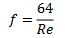 f = 64/Re